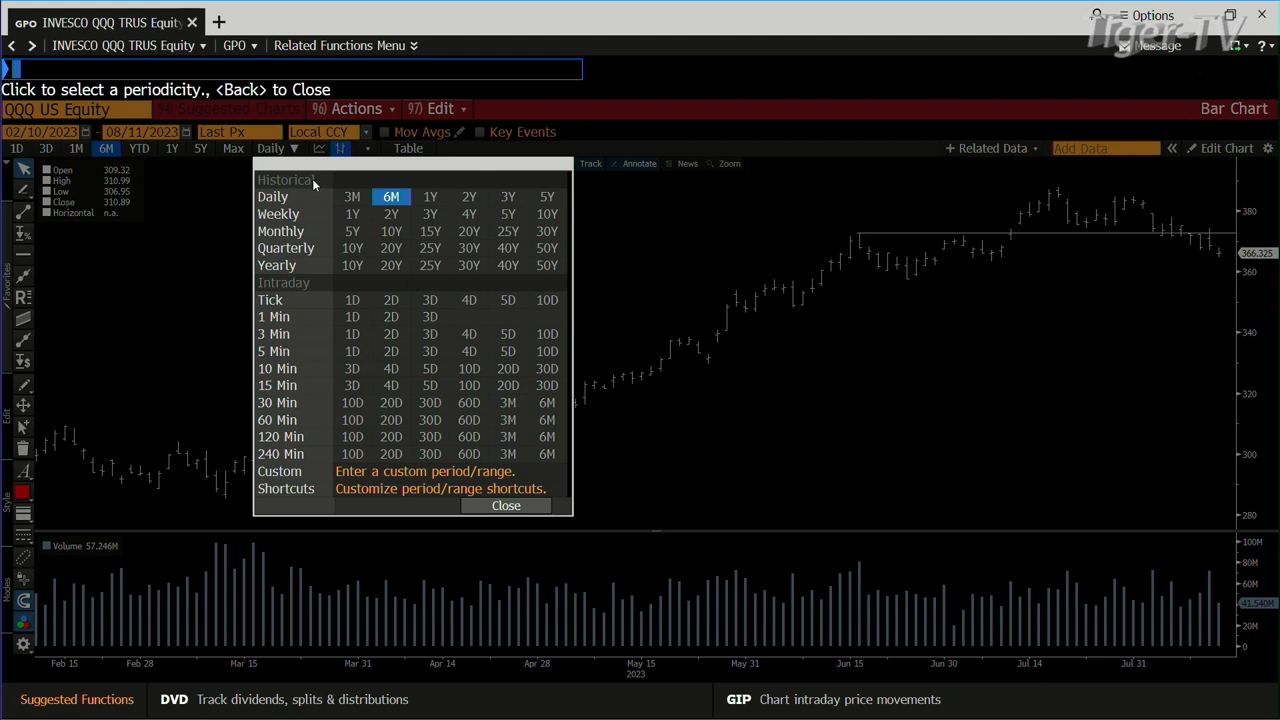 GPO INVESCO QQQ TRUS Equity
Options
INVESCO QQQ TRUS Equity GPO Related Functions Menu
Message
Tiger-TV
Click to select a periodicity., <Back> to Close
QQQ US Equity 94) Suggested Charts 96) Actions 97) Edit Bar Chart
02/10/2023 - 08/11/2023 Last Px Local CCY Mov Avgs Key Events
1D 3D 1M 6M YTD 1Y 5Y Max Daily ▼ Table + Related Data Add Data Edit Chart
Track Annotate News Zoom
Open 309.32
High 310.99
Low 306.95
Close 310.89
Horizontal n.a.
Historical
Daily 3M 6M 1Y 2Y 3Y 5Y
Weekly 1Y 2Y 3Y 4Y 5Y 10Y
Monthly 5Y 10Y 15Y 20Y 25Y 30Y
Quarterly 10Y 20Y 25Y 30Y 40Y 50Y
Yearly 10Y 20Y 25Y 30Y 40Y 50Y
Intraday
Tick 1D 2D 3D 4D 5D 10D
1 Min 1D 2D 3D
3 Min 1D 2D 3D 4D 5D 10D
5 Min 1D 2D 3D 4D 5D 10D
10 Min 3D 4D 5D 10D 20D 30D
15 Min 3D 4D 5D 10D 20D 30D
30 Min 10D 20D 30D 60D 3M 6M
60 Min 10D 20D 30D 60D 3M 6M
120 Min 10D 20D 30D 60D 3M 6M
240 Min 10D 20D 30D 60D 3M 6M
Custom Enter a custom period/range.
Shortcuts Customize period/range shortcuts.
Close
Favorites
Edit
Style
Modes
380
366.325
360
340
320
300
280
Volume 57.246M
100M
80M
60M
41.540M
20M
0
Feb 15 Feb 28 Mar 15 Mar 31 Apr 14 Apr 28 May 15 May 31 Jun 15 Jun 30 Jul 14 Jul 31
2023
Suggested Functions DVD Track dividends, splits & distributions GIP Chart intraday price movements